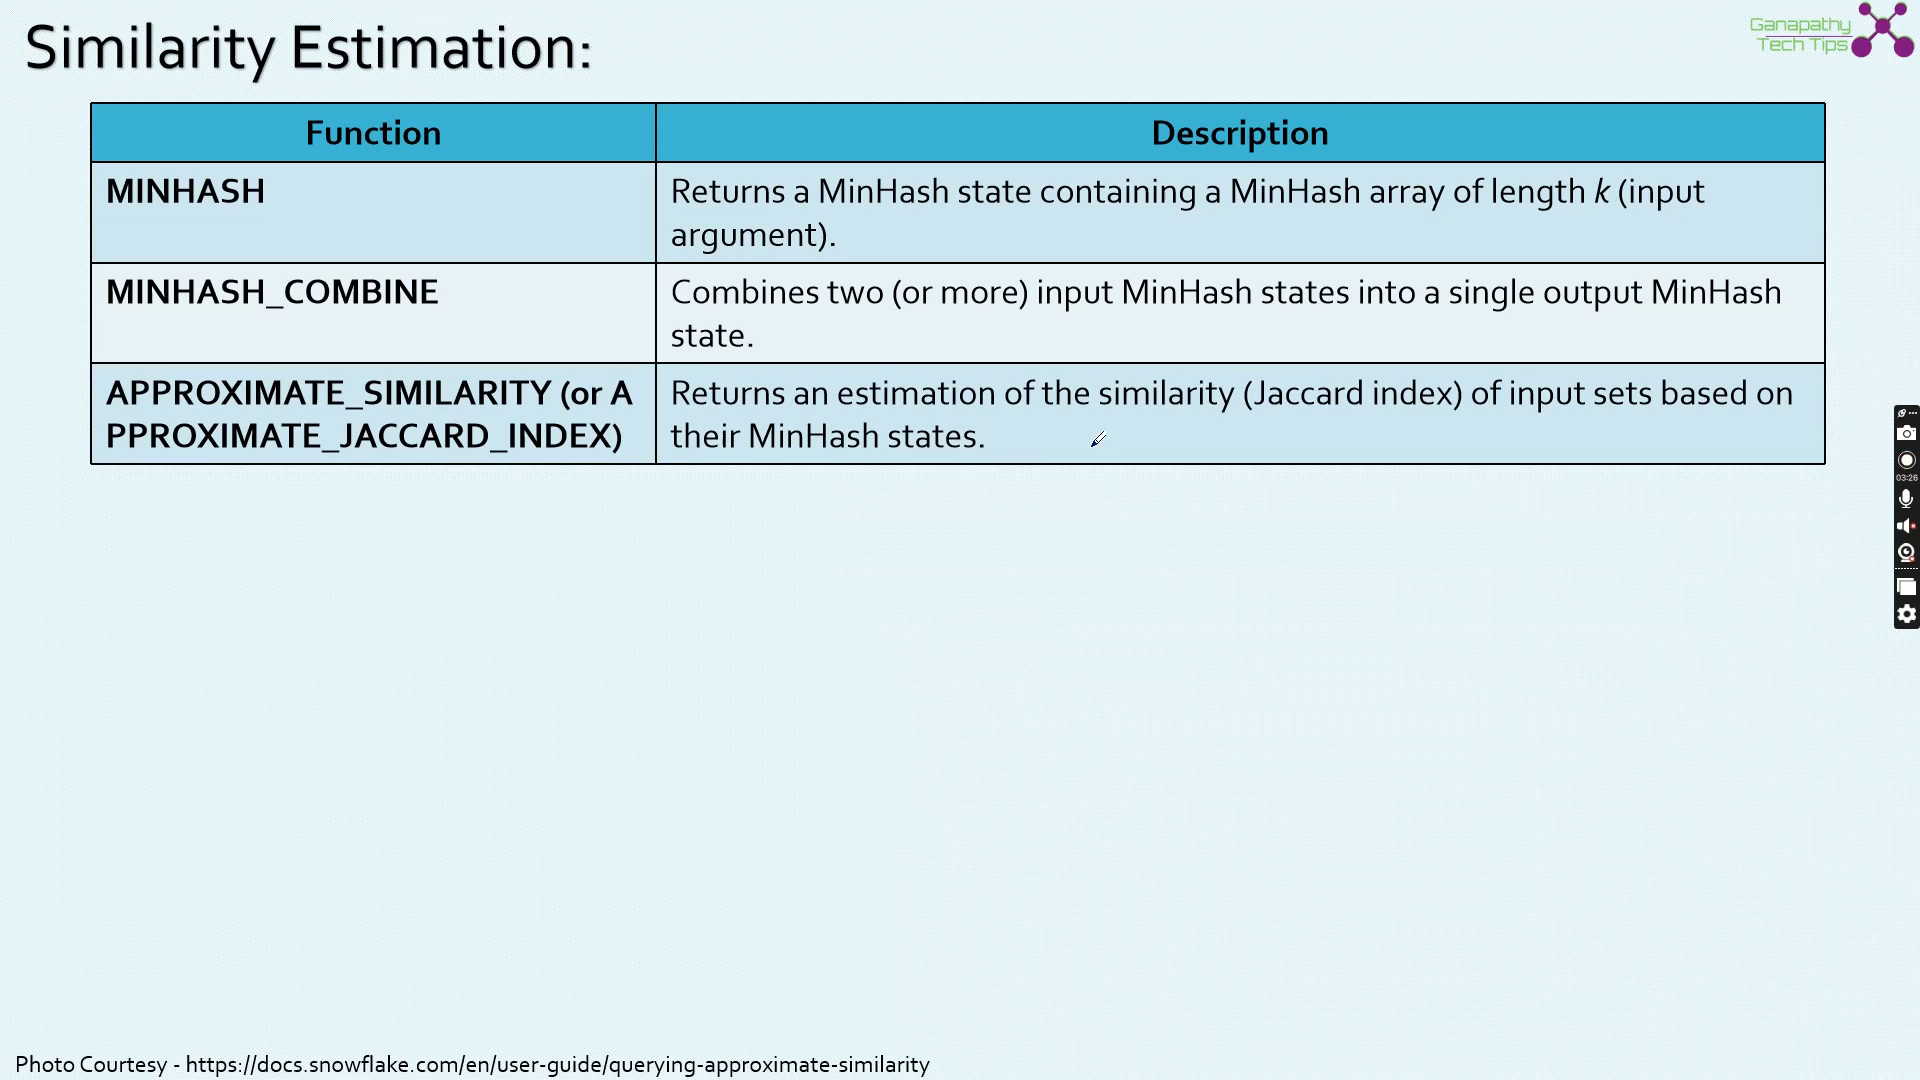 Similarity Estimation:
Ganapathy
Tech Tips
Function
Description
MINHASH
Returns a MinHash state containing a MinHash array of length k (input
argument).
MINHASH_COMBINE
Combines two (or more) input MinHash states into a single output MinHash
state.
APPROXIMATE_SIMILARITY (or A
PPROXIMATE_JACCARD_INDEX)
Returns an estimation of the similarity (Jaccard index) of input sets based on
their MinHash states.
03:26
Photo Courtesy - https://docs.snowflake.com/en/user-guide/querying-approximate-similarity